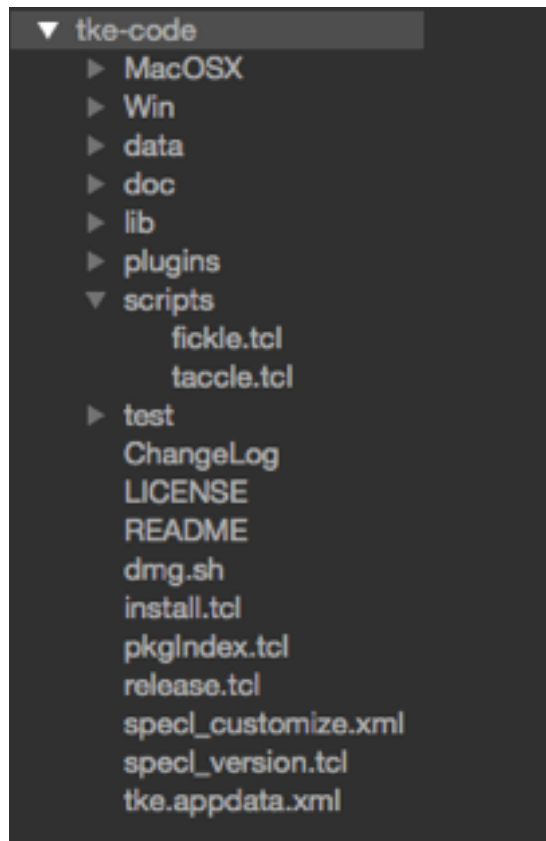 tke-code
MacOSX
Win
data
doc
lib
plugins
scripts
fickle.tcl
taccle.tcl
test
ChangeLog
LICENSE
README
dmg.sh
install.tcl
pkgIndex.tcl
release.tcl
specl_customize.xml
specl_version.tcl
tke.appdata.xml